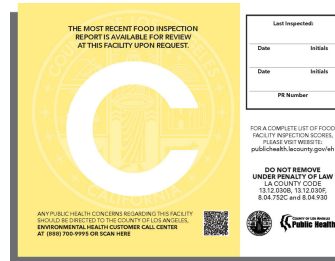 THE MOST RECENT FOOD INSPECTION
REPORT IS AVAILABLE FOR REVIEW
AT THIS FACILITY UPON REQUEST.
C
ANY PUBLIC HEALTH CONCERNS REGARDING THIS FACILITY
SHOULD BE DIRECTED TO THE COUNTY OF LOS ANGELES,
ENVIRONMENTAL HEALTH CUSTOMER CALL CENTER
AT (888) 700-9995 OR SCAN HERE
Last Inspected:
Date Initials
Date Initials
PR Number
FOR A COMPLETE LIST OF FOOD
FACILITY INSPECTION SCORES,
PLEASE VISIT WEBSITE:
publichealth.lacounty.gov/eh
DO NOT REMOVE
UNDER PENALTY OF LAW
LA COUNTY CODE
13.12.030B, 13.12.030F,
8.04.752C and 8.04.930
COUNTY OF LOS ANGELES
Public Health